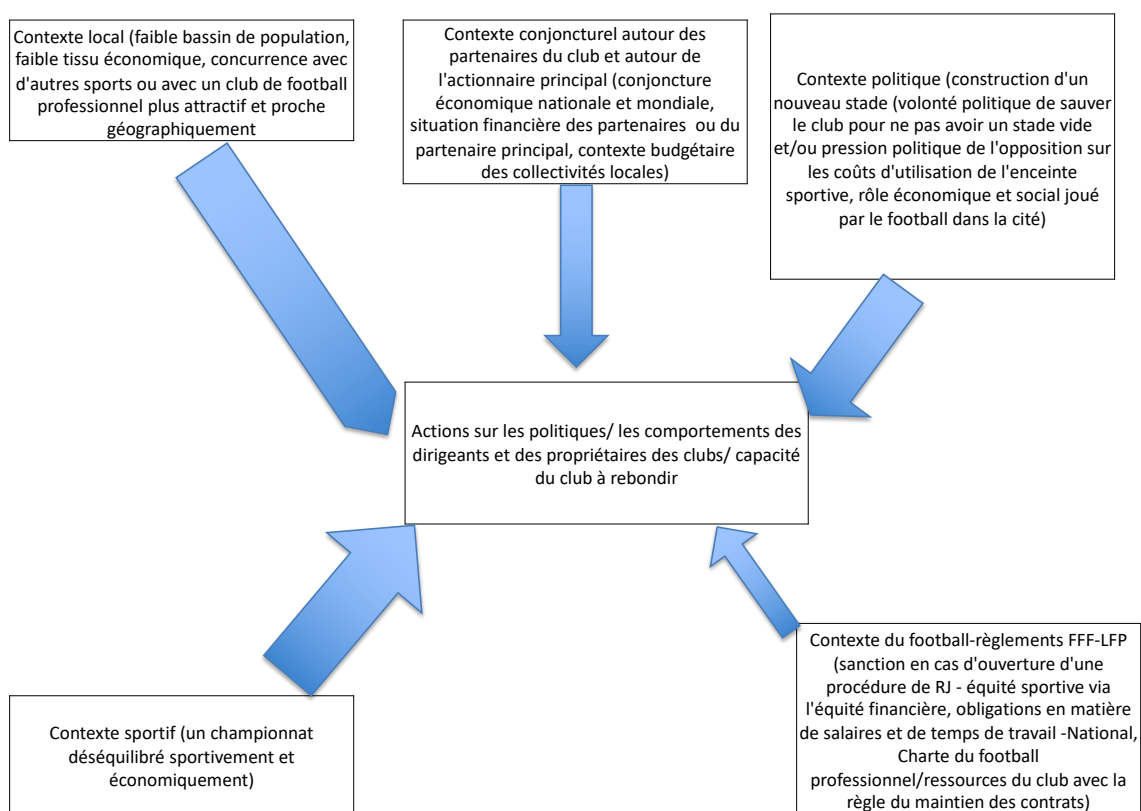 Contexte local (faible bassin de population,
faible tissu économique, concurrence avec
d'autres sports ou avec un club de football
professionnel plus attractif et proche
géographiquement
Contexte conjoncturel autour des
partenaires du club et autour de
l'actionnaire principal (conjoncture
économique nationale et mondiale,
situation financière des partenaires ou du
partenaire principal, contexte budgétaire
des collectivités locales)
Contexte politique (construction d'un
nouveau stade (volonté politique de sauver
le club pour ne pas avoir un stade vide
et/ou pression politique de l'opposition sur
les coûts d'utilisation de l'enceinte
sportive, rôle économique et social joué
par le football dans la cité)
Actions sur les politiques/ les comportements des
dirigeants et des propriétaires des clubs/ capacité
du club à rebondir
Contexte sportif (un championnat
déséquilibré sportivement et
économiquement)
Contexte du football-règlements FFF-LFP
(sanction en cas d'ouverture d'une
procédure de RJ - équité sportive via
l'équité financière, obligations en matière
de salaires et de temps de travail -National,
Charte du football
professionnel/ressources du club avec la
règle du maintien des contrats)